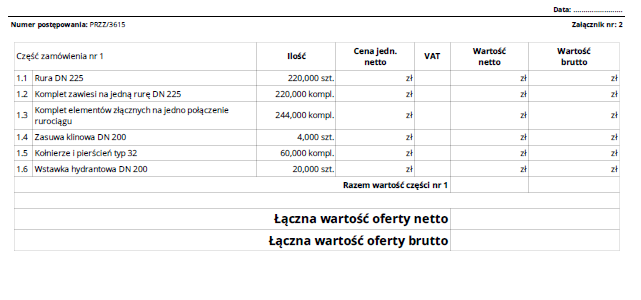 Data: ........................
Numer postępowania: PRZZ/3615 Załącznik nr: 2
Część zamówienia nr 1 Ilość Cena jedn. netto VAT Wartość netto Wartość brutto
1.1 Rura DN 225 220,000 szt. zł zł zł
1.2 Komplet zawiesi na jedną rurę DN 225 220,000 kompl. zł zł zł
1.3 Komplet elementów złącznych na jedno połączenie rurociągu 244,000 kompl. zł zł zł
1.4 Zasuwa klinowa DN 200 4,000 szt. zł zł zł
1.5 Kołnierze i pierścień typ 32 60,000 kompl. zł zł zł
1.6 Wstawka hydrantowa DN 200 20,000 szt. zł zł zł
Razem wartość części nr 1
Łączna wartość oferty netto
Łączna wartość oferty brutto